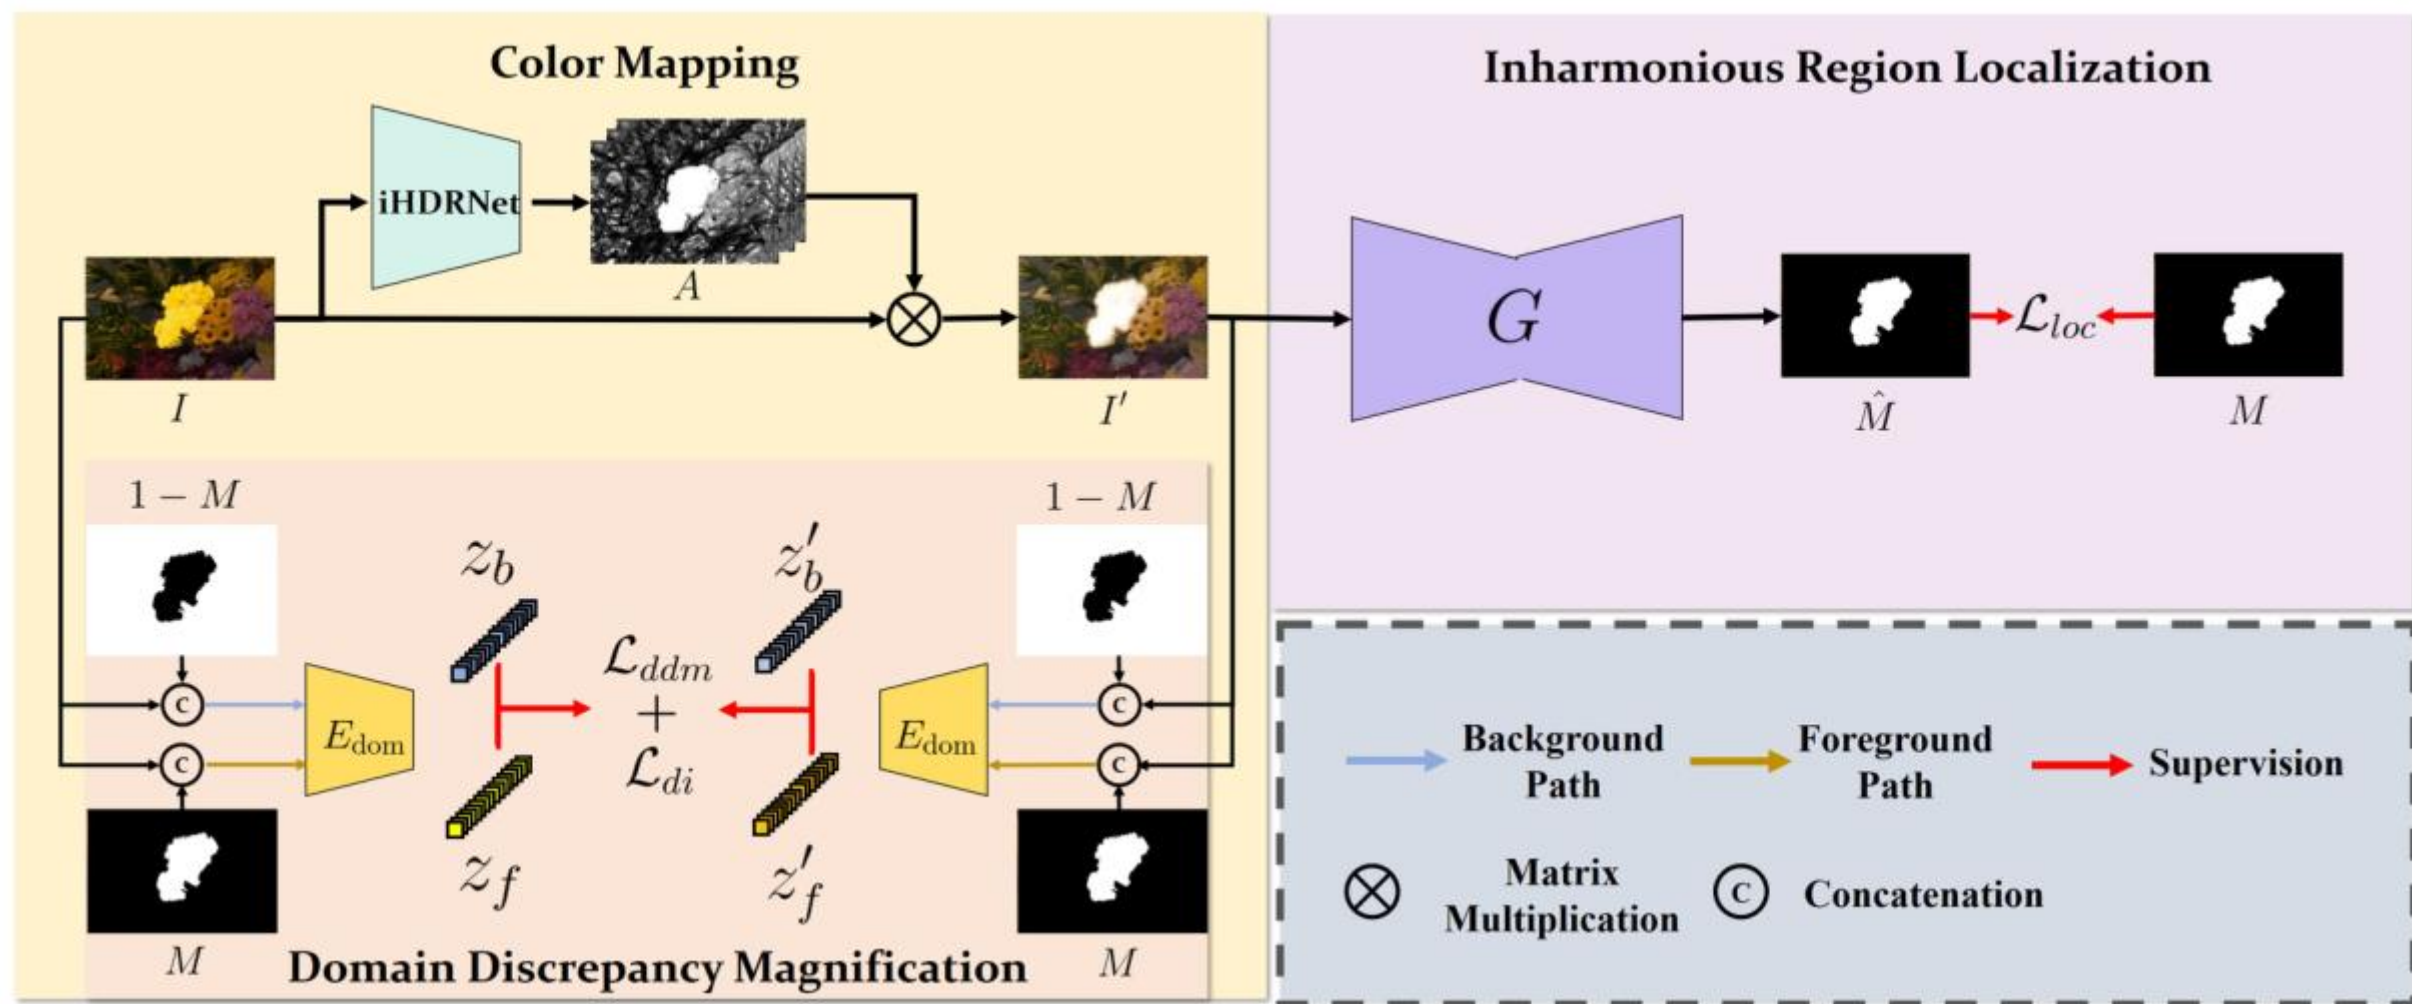 Color Mapping
iHDRNet
A
I
I′
1 − M
1 − M
z_b
z′_b
ℒ_ddm
+
ℒ_di
C
C
E_dom
E_dom
C
C
z_f
z′_f
M
M
Domain Discrepancy Magnification
Inharmonious Region Localization
G
ℒ_loc
M̂
M
Background
Path
Foreground
Path
Supervision
Matrix
Multiplication
C
Concatenation